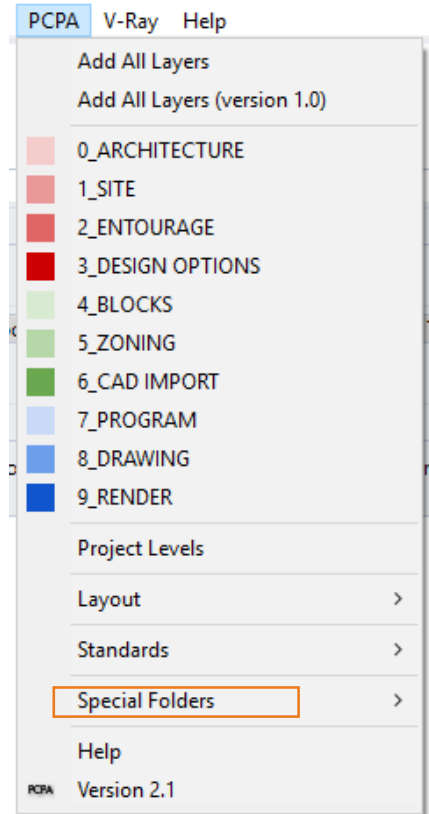 PCPA V-Ray Help
Add All Layers
Add All Layers (version 1.0)
0_ARCHITECTURE
1_SITE
2_ENTOURAGE
3_DESIGN OPTIONS
4_BLOCKS
5_ZONING
6_CAD IMPORT
7_PROGRAM
8_DRAWING
9_RENDER
Project Levels
Layout
Standards
Special Folders
Help
PCPA Version 2.1